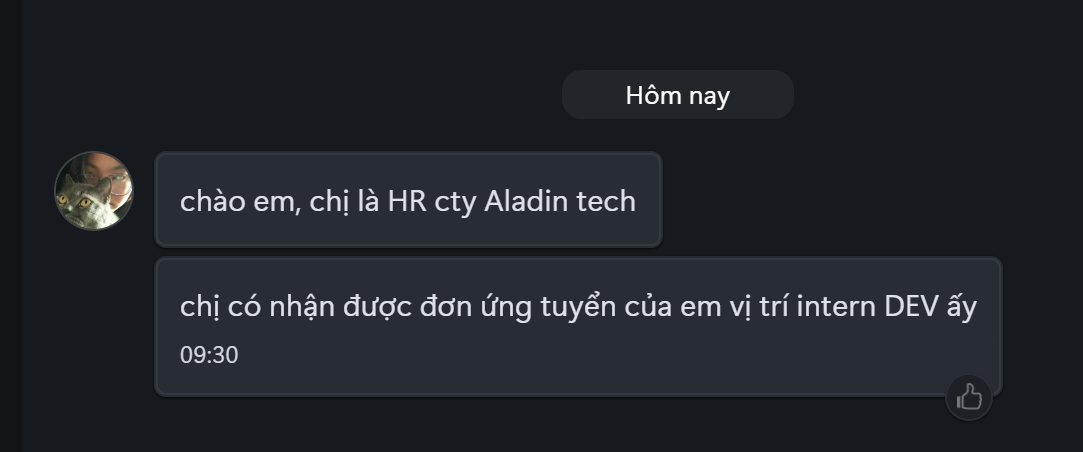 Hôm nay
chào em, chị là HR cty Aladin tech
chị có nhận được đơn ứng tuyển của em vị trí intern DEV ấy
09:30